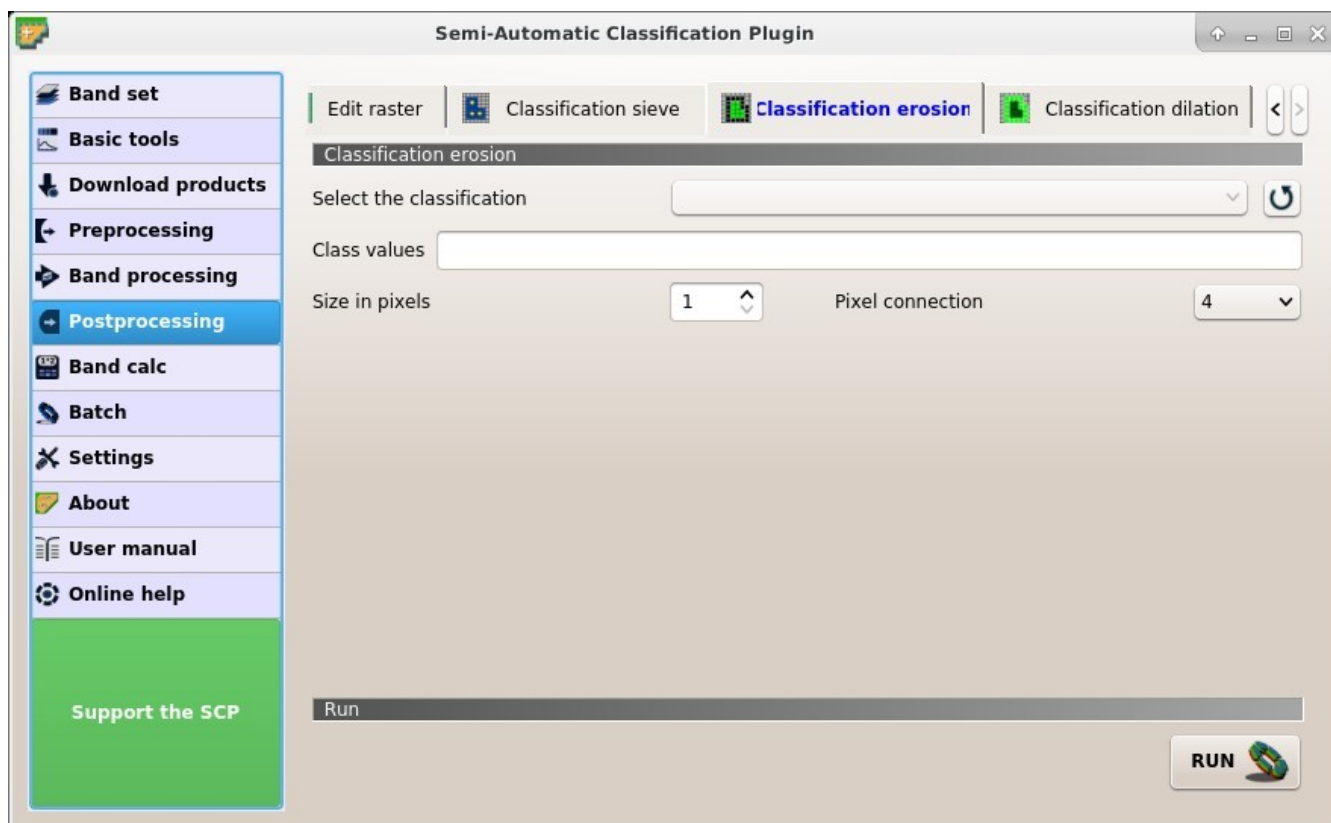 Semi-Automatic Classification Plugin
Band set
Basic tools
Download products
Preprocessing
Band processing
Postprocessing
Band calc
Batch
Settings
About
User manual
Online help
Support the SCP
Edit raster
Classification sieve
Classification erosion
Classification dilation
Classification erosion
Select the classification
Class values
Size in pixels 1 Pixel connection 4
Run
RUN